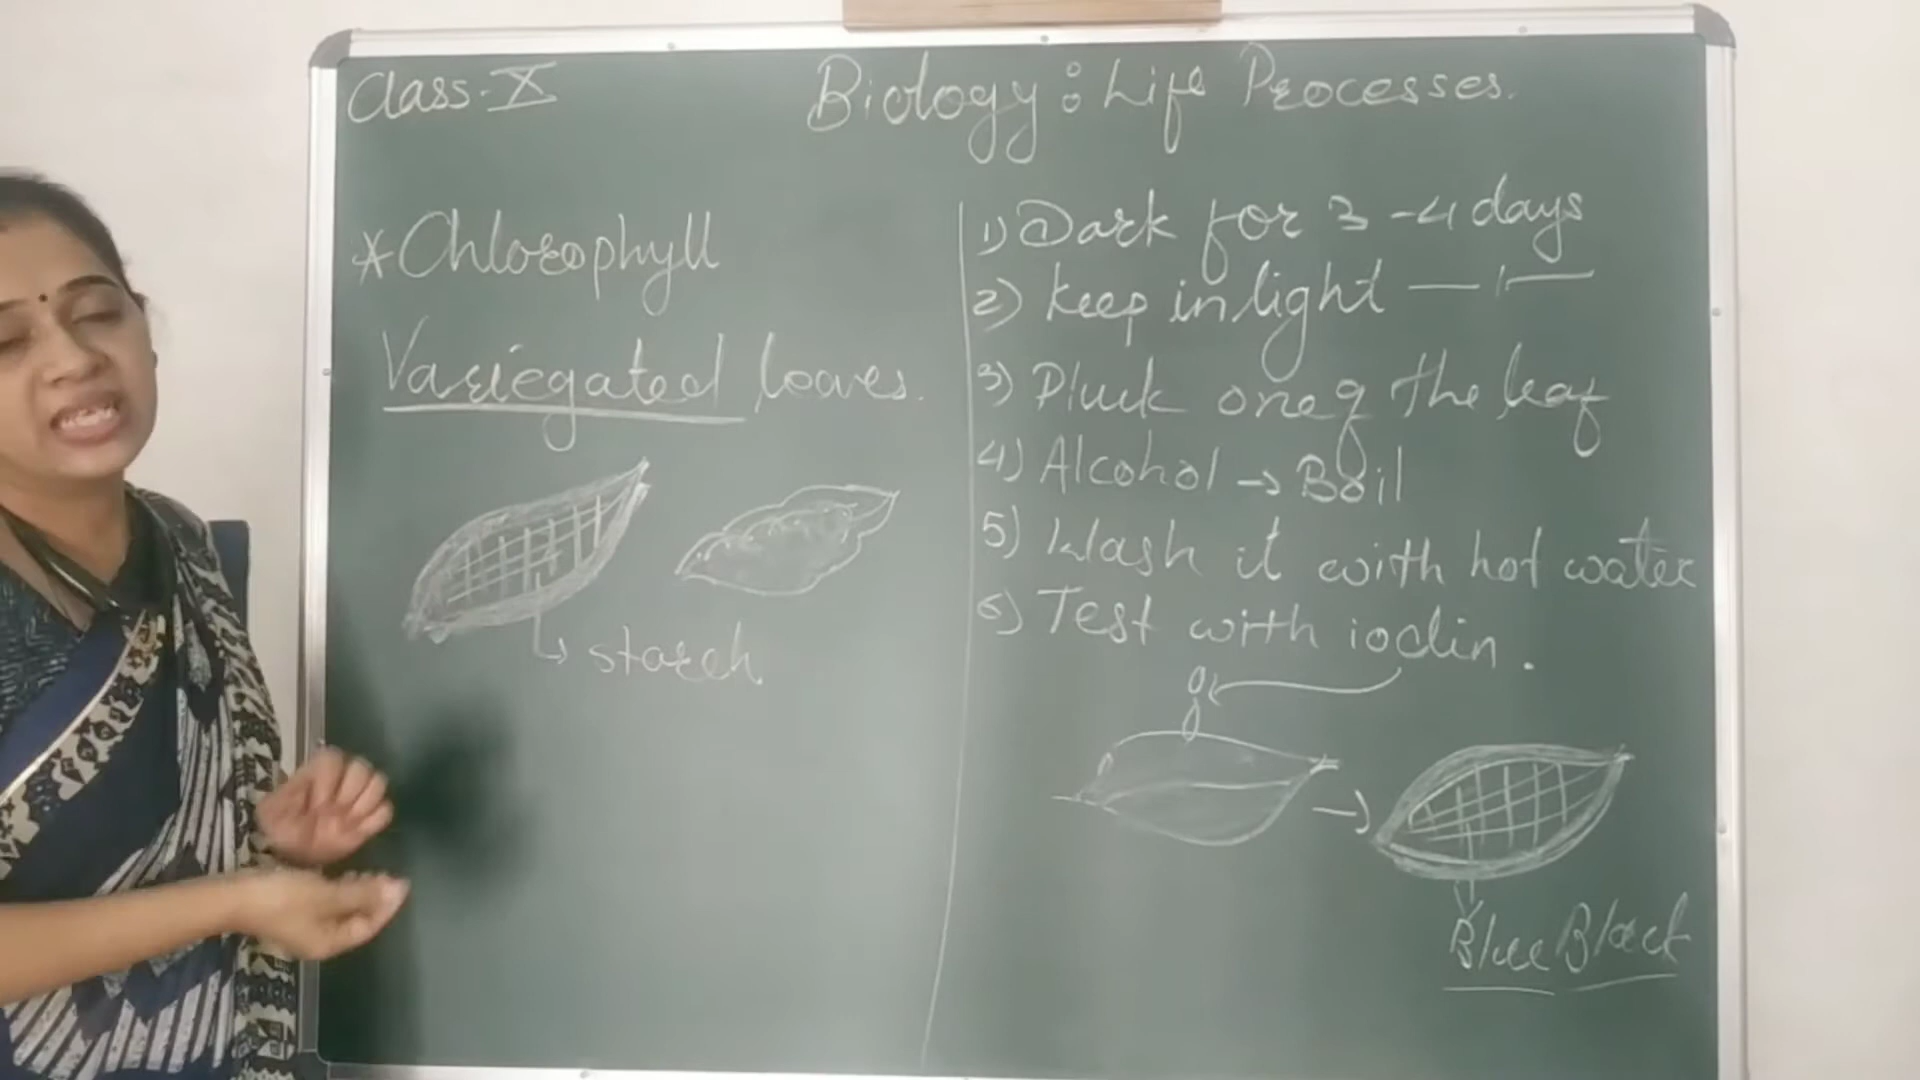 Class-X
Biology: Life Processes.
*Chlorophyll
Variegated leaves.
starch
1) Dark for 3-4 days
2) Keep in light — 〃 —
3) Pluck one of the leaf
4) Alcohol → Boil
5) Wash it with hot water
6) Test with iodin.
Blue Black